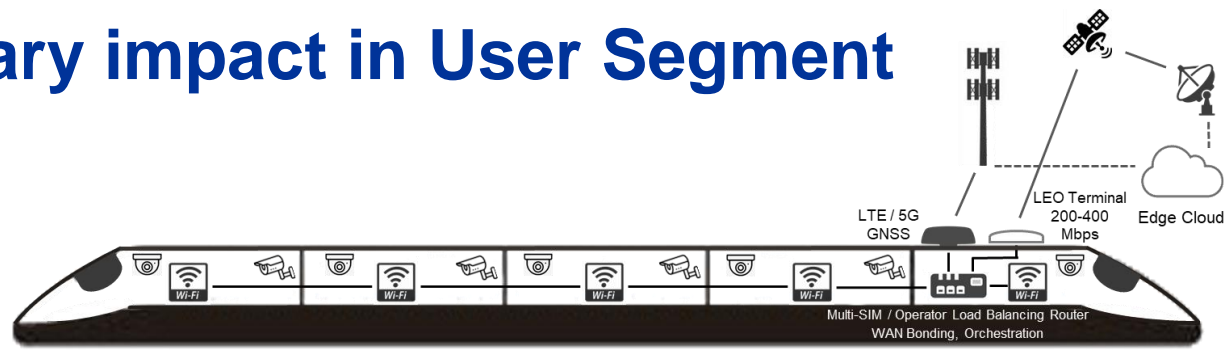 ary impact in User Segment
LTE / 5G
GNSS
LEO Terminal
200-400
Mbps
Edge Cloud
Wi-Fi
Wi-Fi
Wi-Fi
Wi-Fi
Wi-Fi
Multi-SIM / Operator Load Balancing Router
WAN Bonding, Orchestration